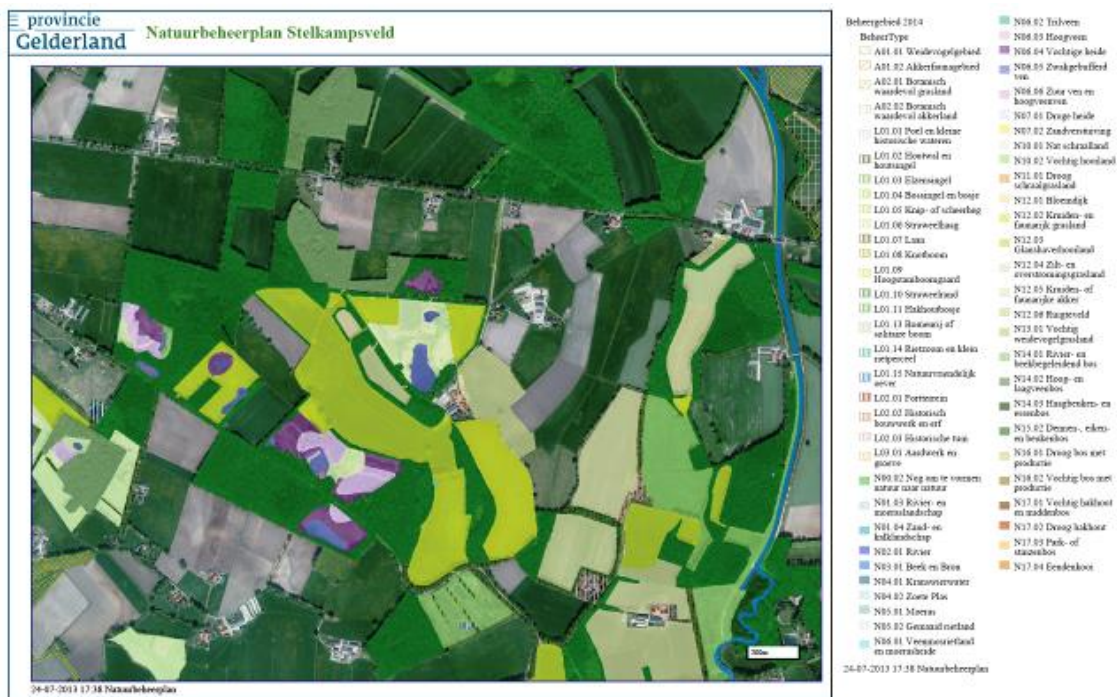 provincie
Gelderland
Natuurbeheerplan Stelkampsveld
300m
24-07-2013 17:38 Natuurbeheerplan
Beheergebied 2014
BeheerType
A01.01 Weidevogelgebied
A01.02 Akkerfaunagebied
A02.01 Botanisch
waardevol grasland
A02.02 Botanisch
waardevol akkerland
L01.01 Poel en kleine
historische wateren
L01.02 Houtwal en
houtsingel
L01.03 Elzensingel
L01.04 Bossingel en bosje
L01.05 Knip- of scheerheg
L01.06 Struweelhaag
L01.07 Laan
L01.08 Knotboom
L01.09
Hoogstamboomgaard
L01.10 Struweelrand
L01.11 Hakhoutbosje
L01.13 Bomenrij of
solitaire boom
L01.14 Rietzoom en klein
rietperceel
L01.15 Natuurvriendelijk
oever
L02.01 Fortterrein
L02.02 Historisch
bouwwerk en erf
L02.03 Historische tuin
L03.01 Aardwerk en
groeve
N00.02 Nog om te vormen
natuur naar natuur
N01.03 Rivier- en
moeraslandschap
N01.04 Zand- en
kalklandschap
N02.01 Rivier
N03.01 Beek en Bron
N04.01 Kranswierwater
N04.02 Zoete Plas
N05.01 Moeras
N05.02 Gemaaid rietland
N06.01 Veenmosrietland
en moerasheide
24-07-2013 17:38 Natuurbeheerplan
N06.02 Trilveen
N06.03 Hoogveen
N06.04 Vochtige heide
N06.05 Zwakgebufferd
ven
N06.06 Zuur ven en
hoogveenven
N07.01 Droge heide
N07.02 Zandverstuiving
N10.01 Nat schraalland
N10.02 Vochtig hooiland
N11.01 Droog
schraalgrasland
N12.01 Bloemdijk
N12.02 Kruiden- en
faunarijk grasland
N12.03
Glanshaverhooiland
N12.04 Zilt- en
overstromingsgrasland
N12.05 Kruiden- of
faunarijke akker
N12.06 Ruigteveld
N13.01 Vochtig
weidevogelgrasland
N14.01 Rivier- en
beekbegeleidend bos
N14.02 Hoog- en
laagveenbos
N14.03 Haagbeuken- en
essenbos
N15.02 Dennen-, eiken-
en beukenbos
N16.01 Droog bos met
productie
N16.02 Vochtig bos met
productie
N17.01 Vochtig hakhout
en middenbos
N17.02 Droog hakhout
N17.03 Park- of
stinzenbos
N17.04 Eendenkooi